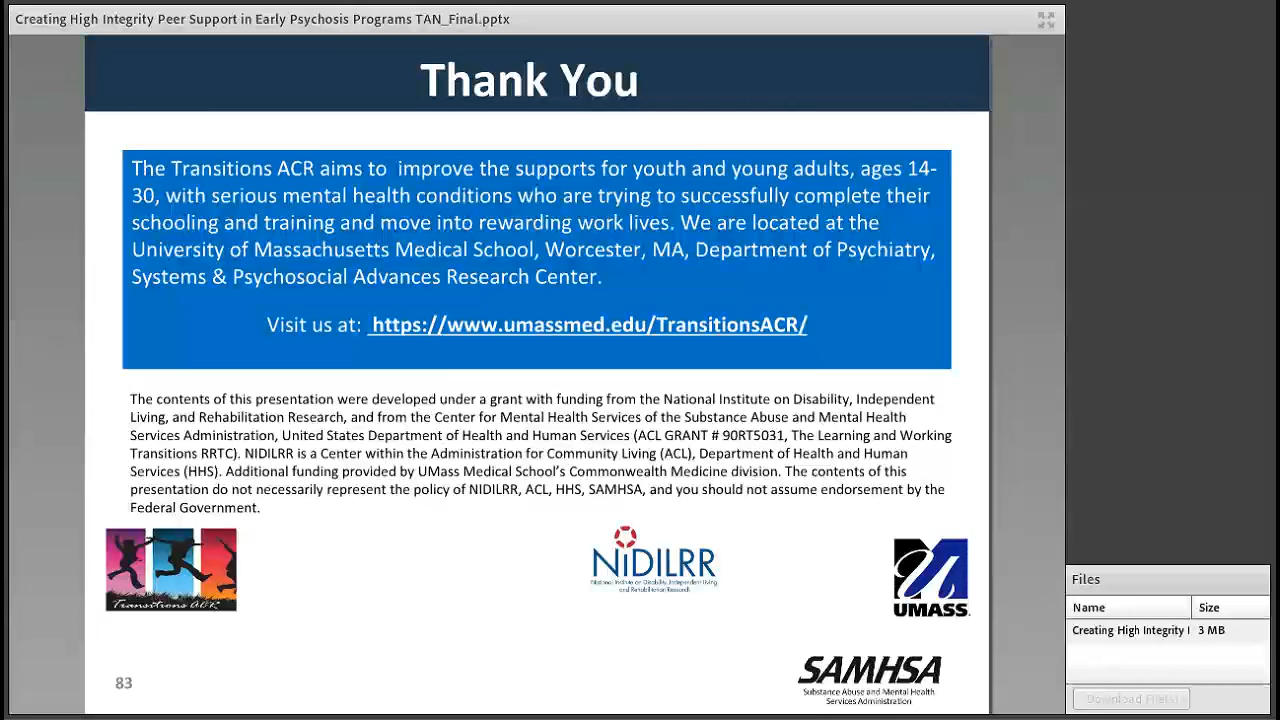 Creating High Integrity Peer Support in Early Psychosis Programs TAN_Final.pptx
Thank You
The Transitions ACR aims to  improve the supports for youth and young adults, ages 14-
30, with serious mental health conditions who are trying to successfully complete their
schooling and training and move into rewarding work lives. We are located at the
University of Massachusetts Medical School, Worcester, MA, Department of Psychiatry,
Systems & Psychosocial Advances Research Center.
Visit us at:  https://www.umassmed.edu/TransitionsACR/
The contents of this presentation were developed under a grant with funding from the National Institute on Disability, Independent
Living, and Rehabilitation Research, and from the Center for Mental Health Services of the Substance Abuse and Mental Health
Services Administration, United States Department of Health and Human Services (ACL GRANT # 90RT5031, The Learning and Working
Transitions RRTC). NIDILRR is a Center within the Administration for Community Living (ACL), Department of Health and Human
Services (HHS). Additional funding provided by UMass Medical School's Commonwealth Medicine division. The contents of this
presentation do not necessarily represent the policy of NIDILRR, ACL, HHS, SAMHSA, and you should not assume endorsement by the
Federal Government.
Transitions ACR
NIDILRR
National Institute on Disability, Independent Living,
and Rehabilitation Research
UMASS
83
SAMHSA
Substance Abuse and Mental Health
Services Administration
Files
Name Size
Creating High Integrity 3 MB
Download File(s)